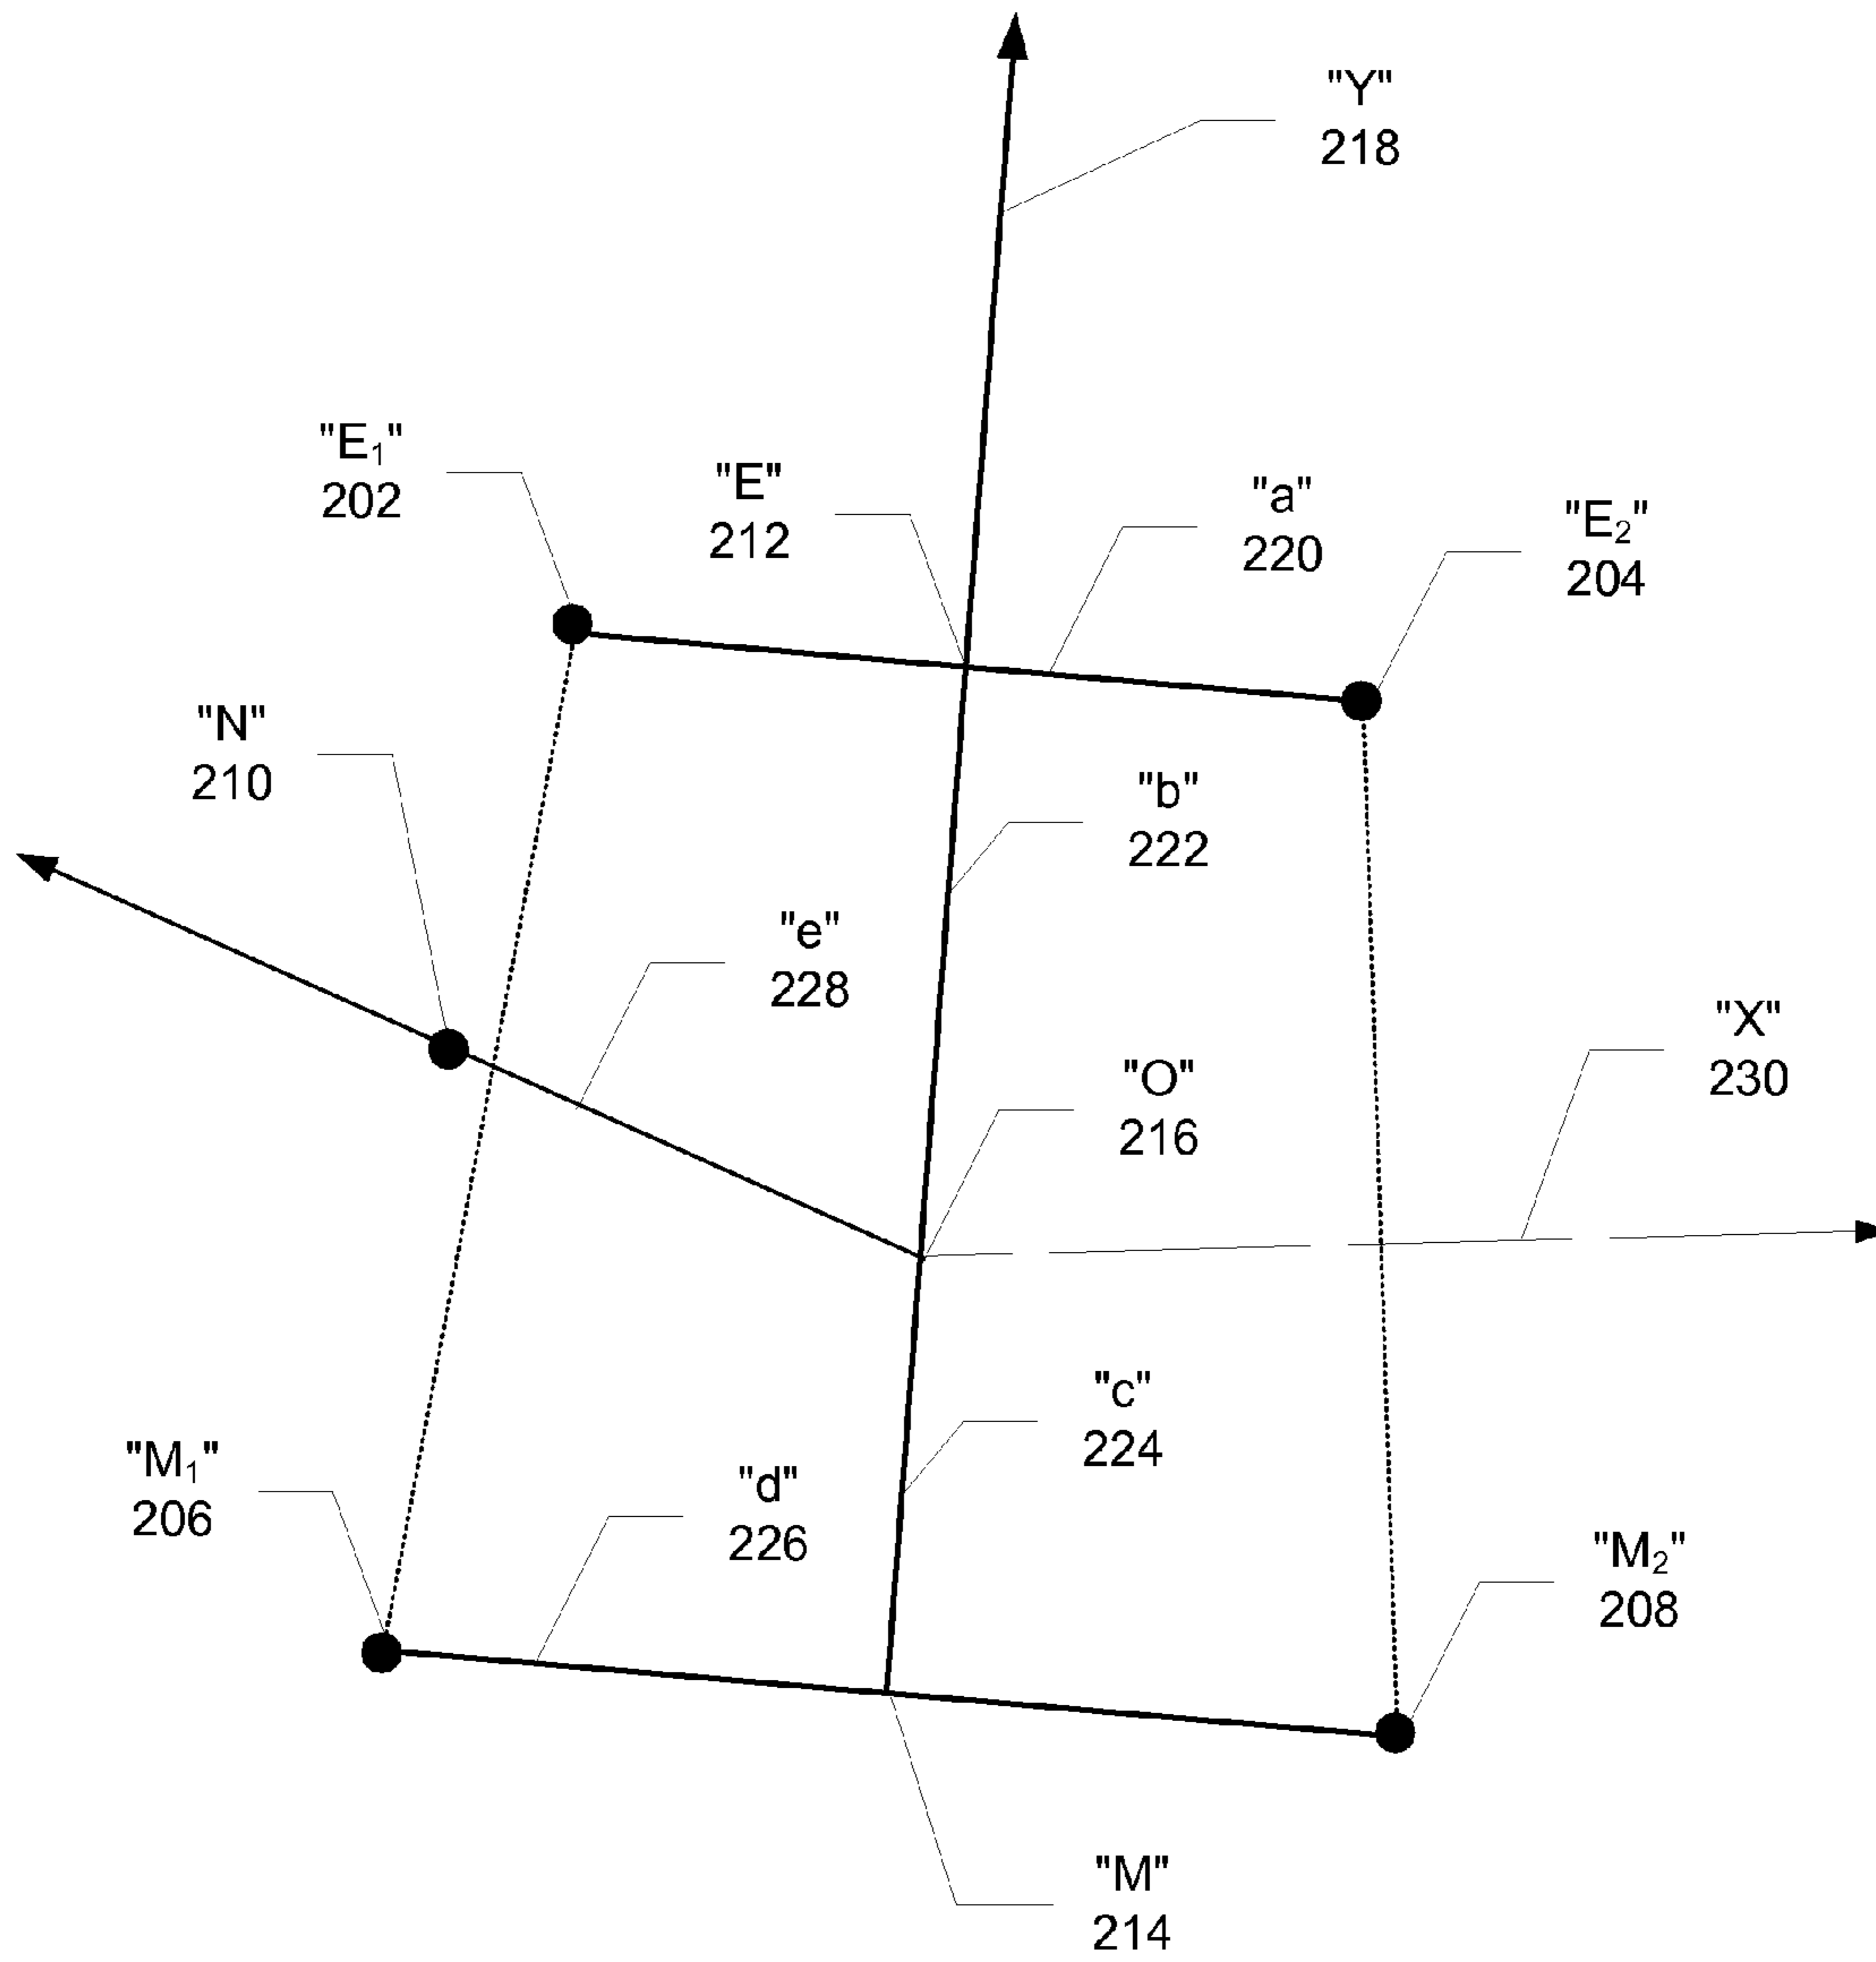 "Y"
218
"E₁"
202
"E"
212
"a"
220
"E₂"
204
"N"
210
"b"
222
"e"
228
"X"
230
"O"
216
"c"
224
"M₁"
206
"d"
226
"M₂"
208
"M"
214